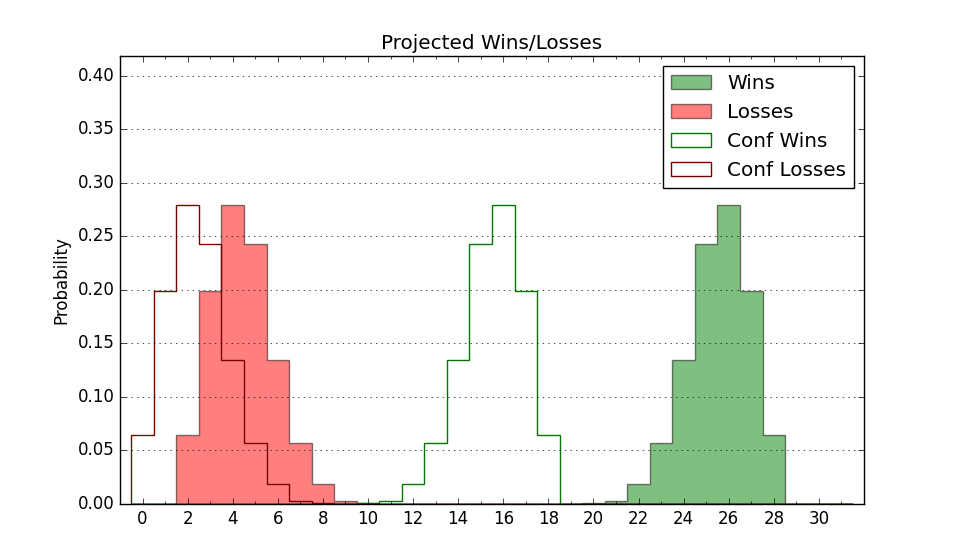 Projected Wins/Losses
Probability
0.40
0.35
0.30
0.25
0.20
0.15
0.10
0.05
0.00
Wins
Losses
Conf Wins
Conf Losses
0 2 4 6 8 10 12 14 16 18 20 22 24 26 28 30